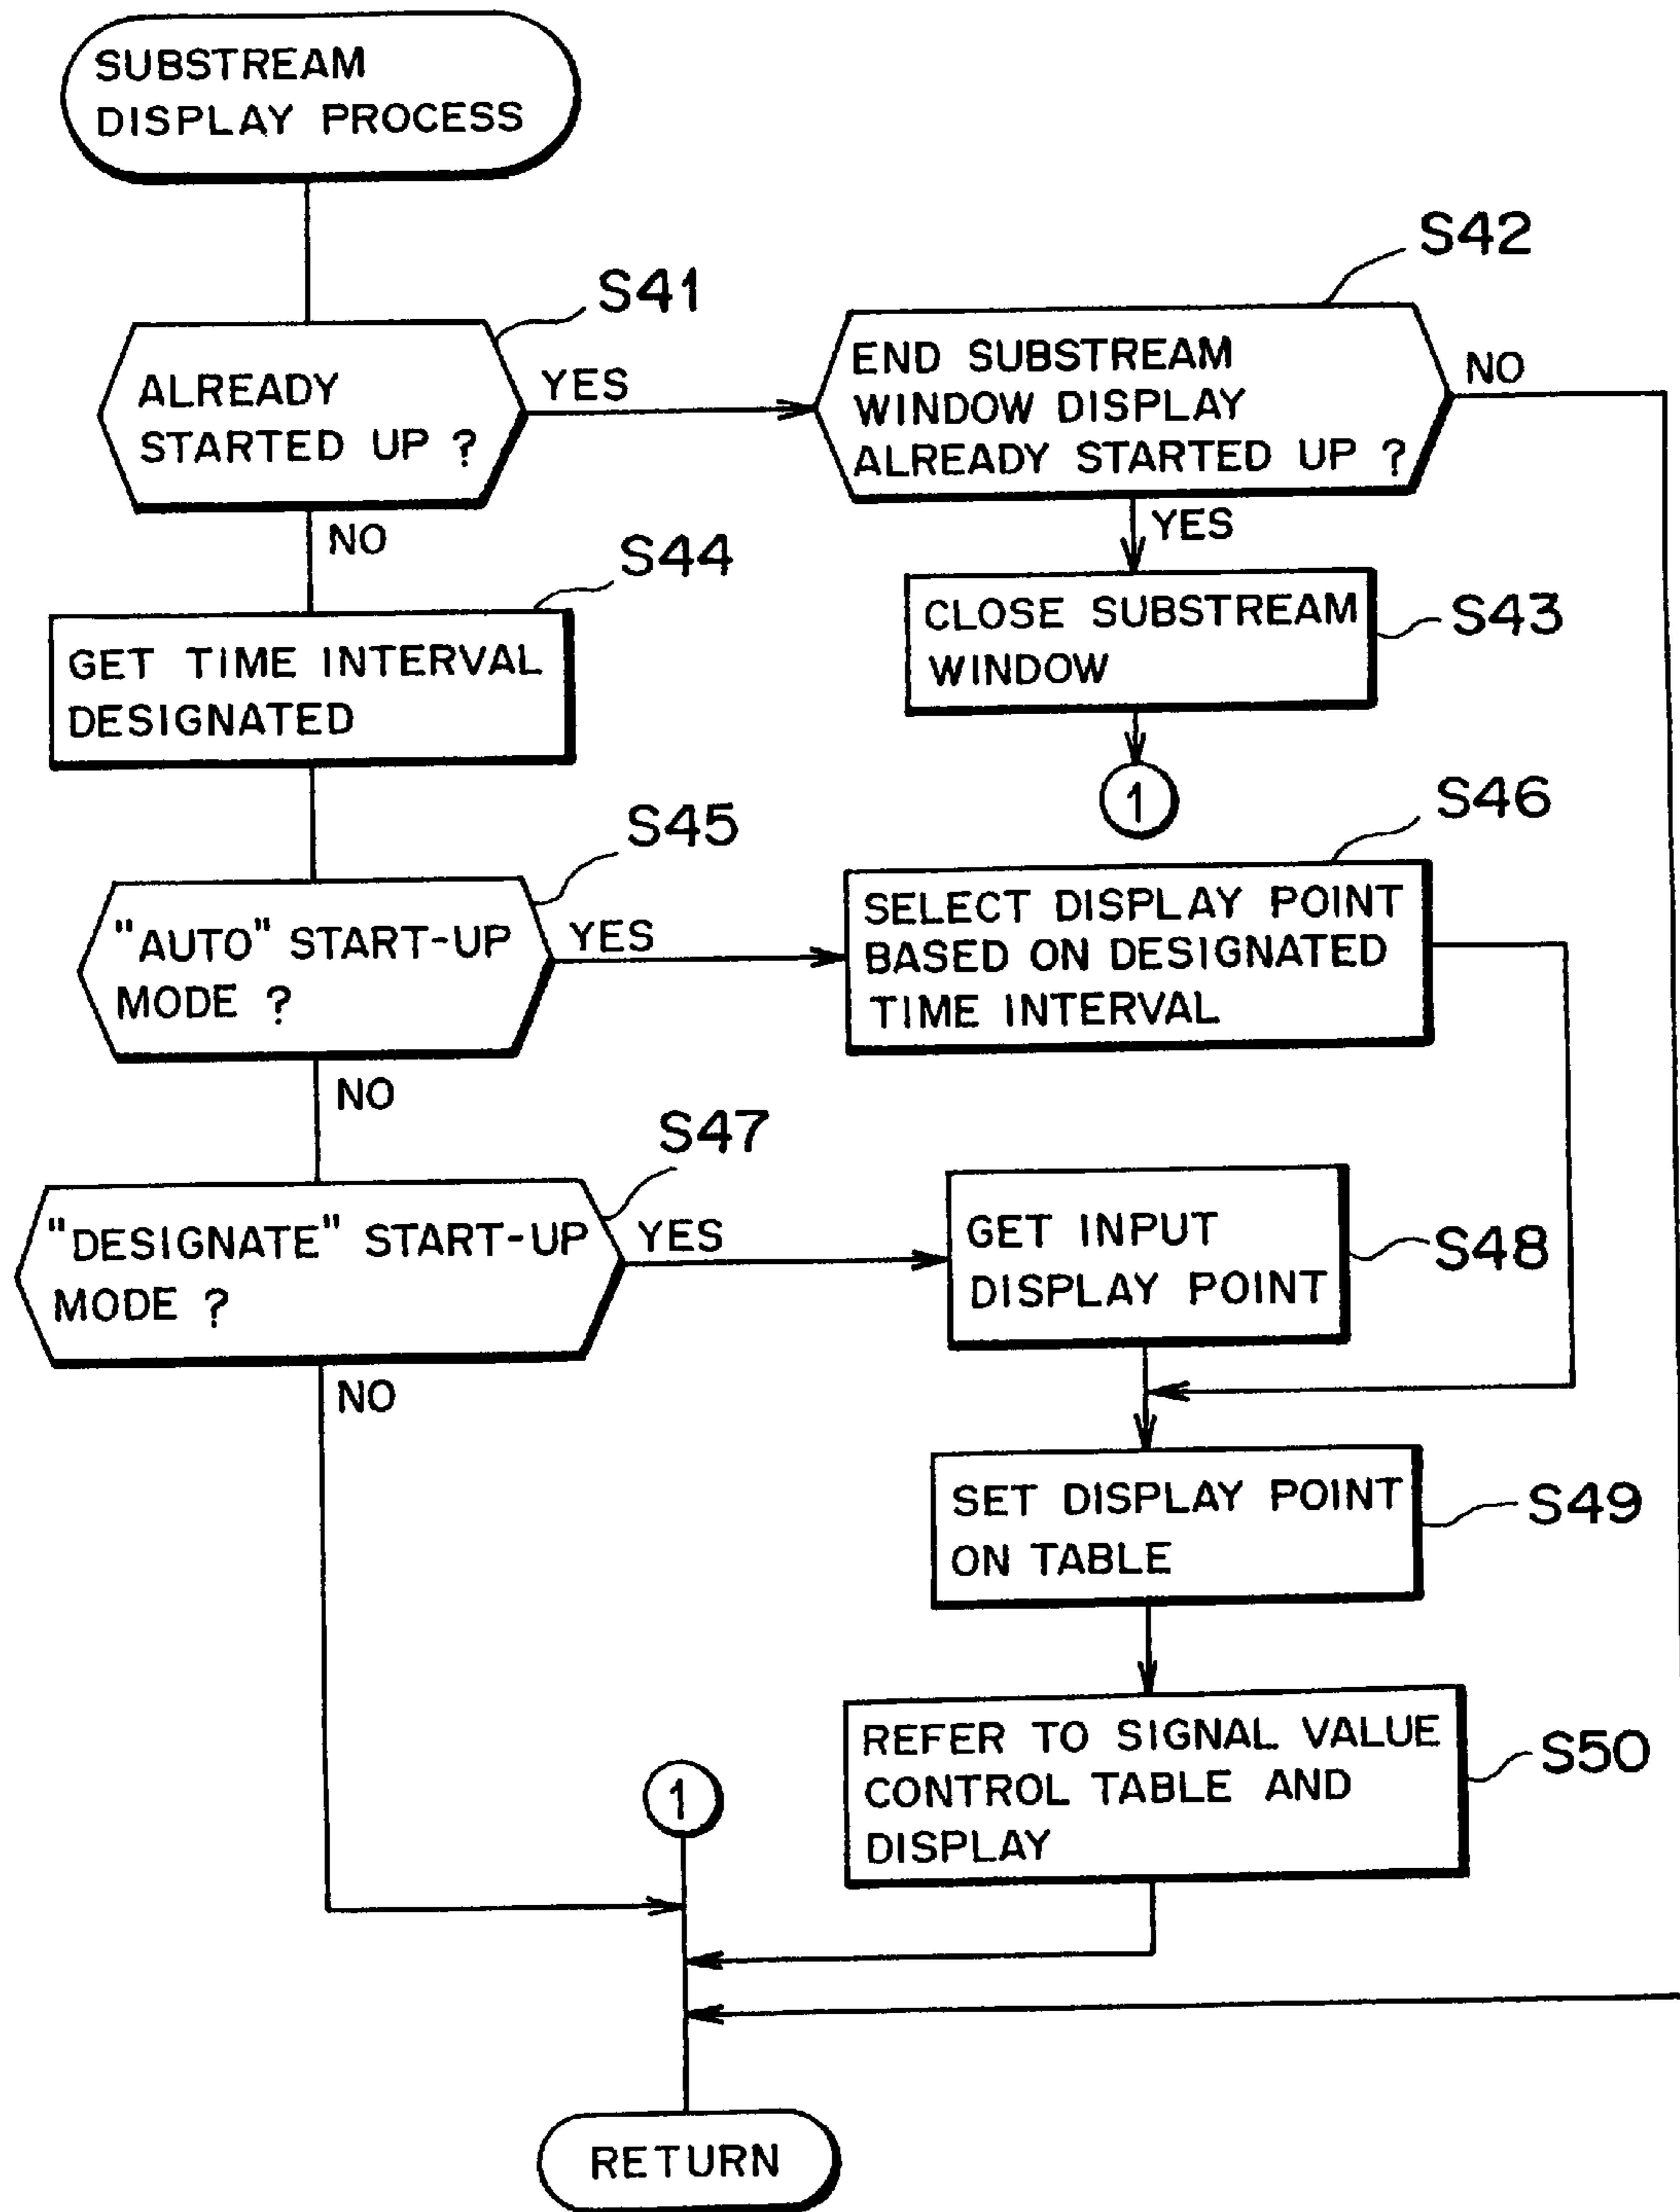 SUBSTREAM
DISPLAY PROCESS
S41
ALREADY
STARTED UP ?
YES
NO
S42
END SUBSTREAM
WINDOW DISPLAY
ALREADY STARTED UP ?
NO
YES
S43
CLOSE SUBSTREAM
WINDOW
1
S44
GET TIME INTERVAL
DESIGNATED
S45
"AUTO" START-UP
MODE ?
YES
NO
S46
SELECT DISPLAY POINT
BASED ON DESIGNATED
TIME INTERVAL
S47
"DESIGNATE" START-UP
MODE ?
YES
NO
GET INPUT
DISPLAY POINT
S48
SET DISPLAY POINT
ON TABLE
S49
REFER TO SIGNAL VALUE
CONTROL TABLE AND
DISPLAY
S50
1
RETURN